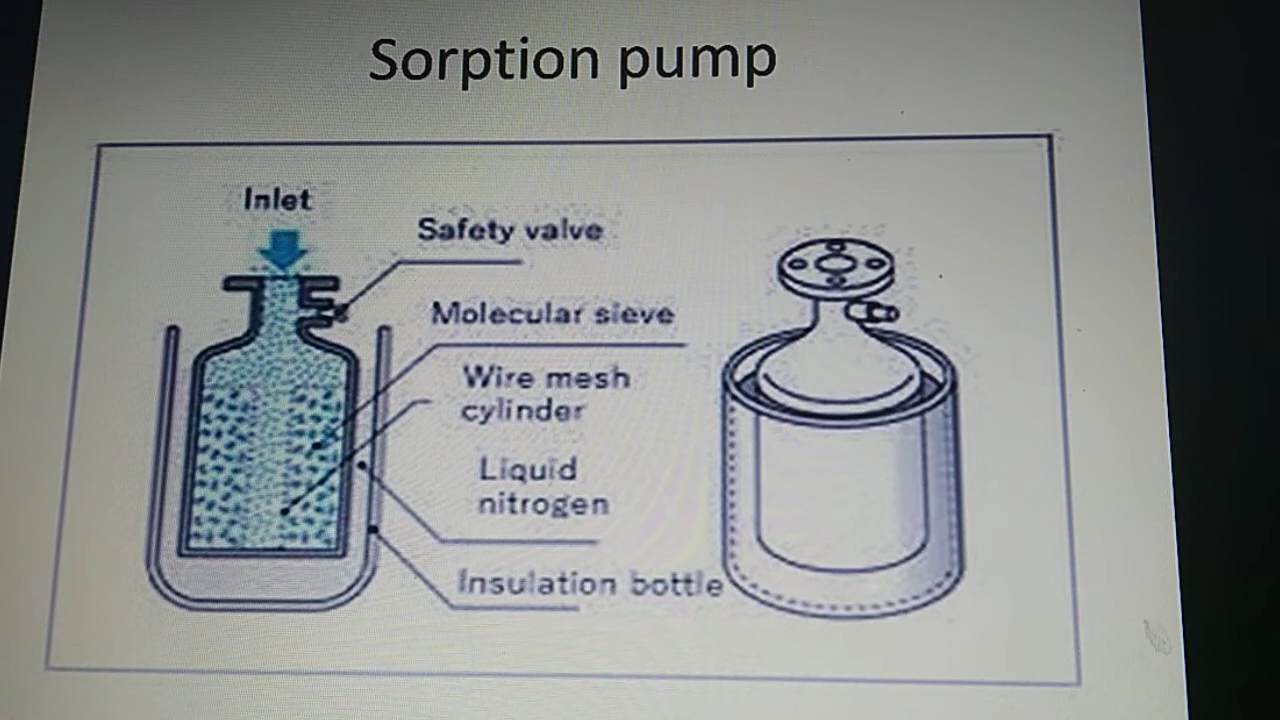 Sorption pump
Inlet
Safety valve
Molecular sieve
Wire mesh
cylinder
Liquid
nitrogen
Insulation bottle